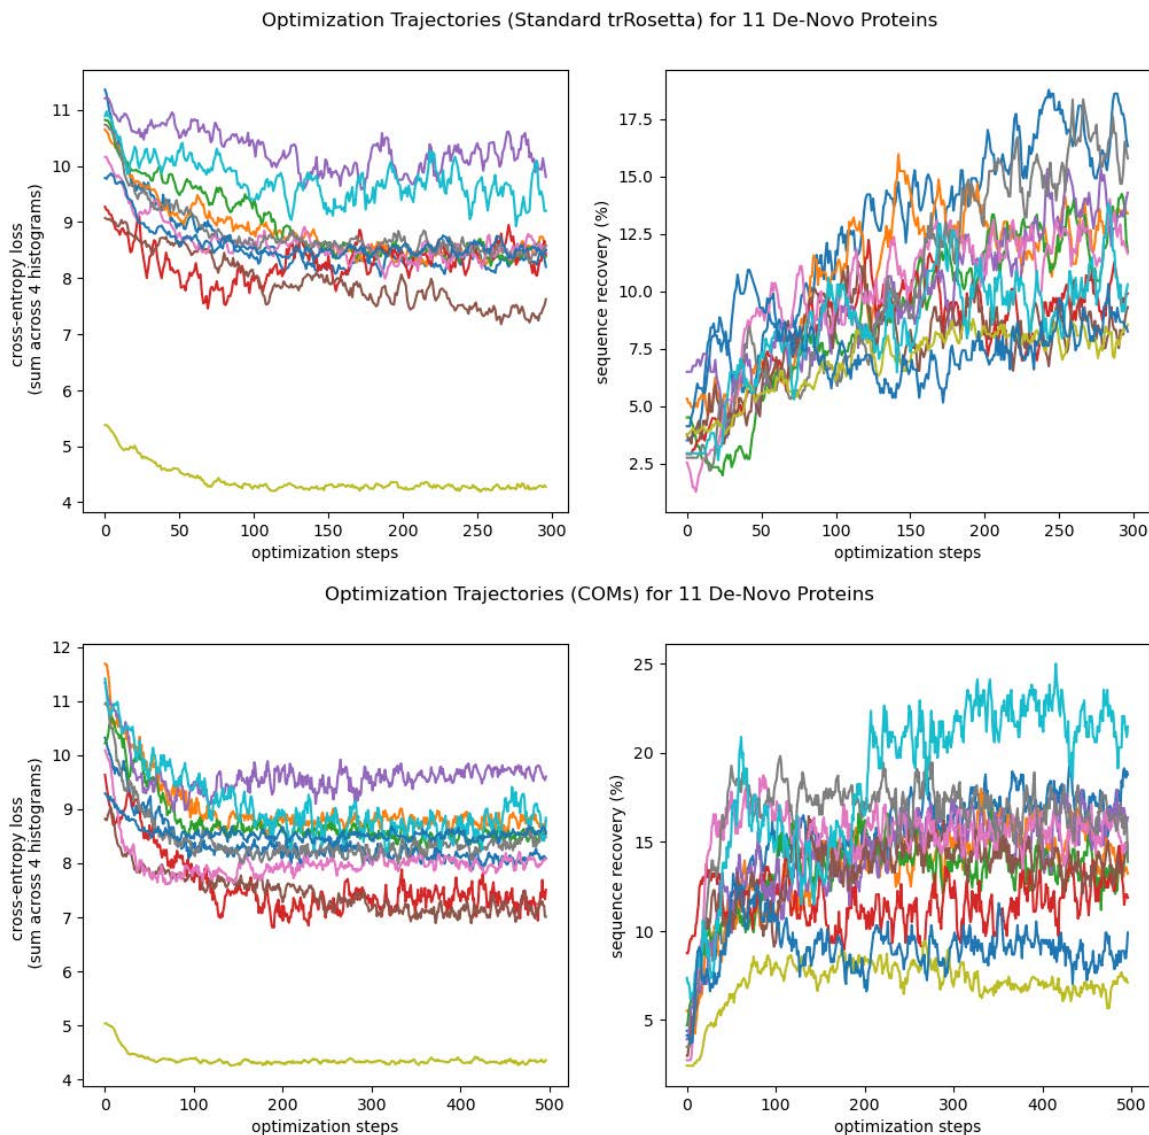 Optimization Trajectories (Standard trRosetta) for 11 De-Novo Proteins
cross-entropy loss
(sum across 4 histograms)
11
10
9
8
7
6
5
4
0 50 100 150 200 250 300
optimization steps
sequence recovery (%)
17.5
15.0
12.5
10.0
7.5
5.0
2.5
0 50 100 150 200 250 300
optimization steps
Optimization Trajectories (COMs) for 11 De-Novo Proteins
cross-entropy loss
(sum across 4 histograms)
12
11
10
9
8
7
6
5
4
0 100 200 300 400 500
optimization steps
sequence recovery (%)
25
20
15
10
5
0 100 200 300 400 500
optimization steps